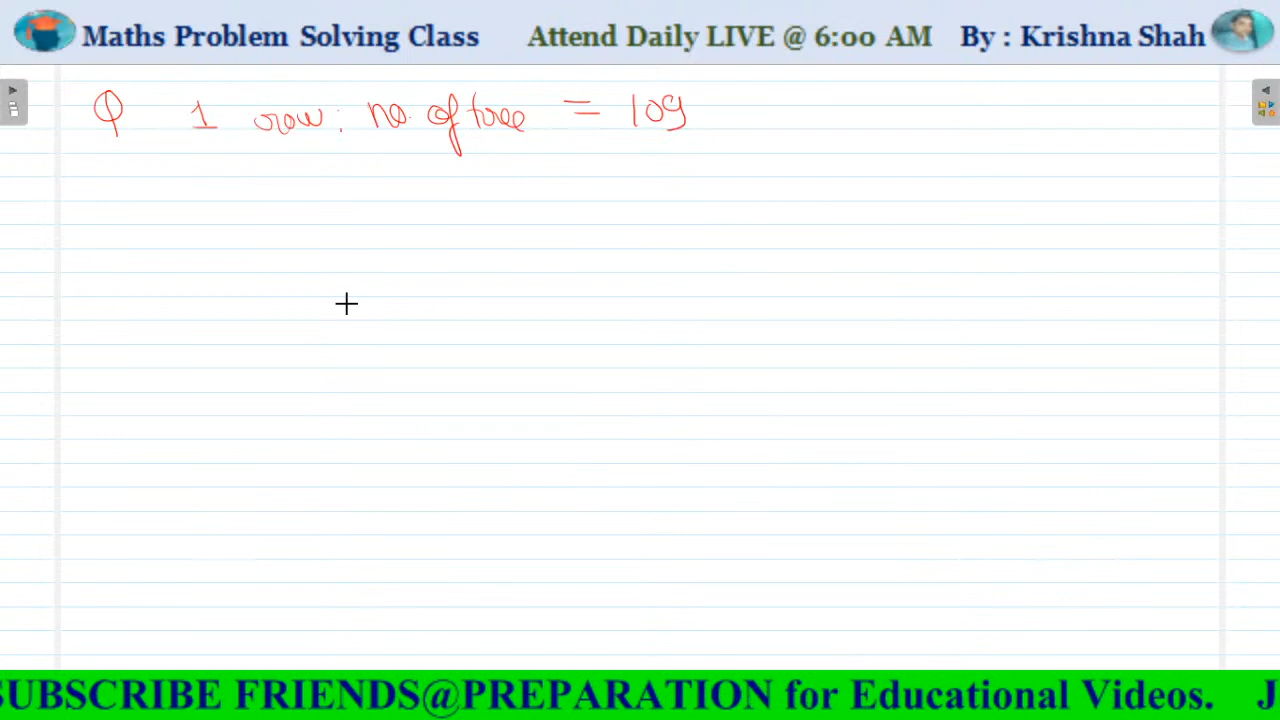 Maths Problem Solving Class Attend Daily LIVE @ 6:00 AM By : Krishna Shah
Q 1 row : no. of tree = 109
SUBSCRIBE FRIENDS@PREPARATION for Educational Videos. J